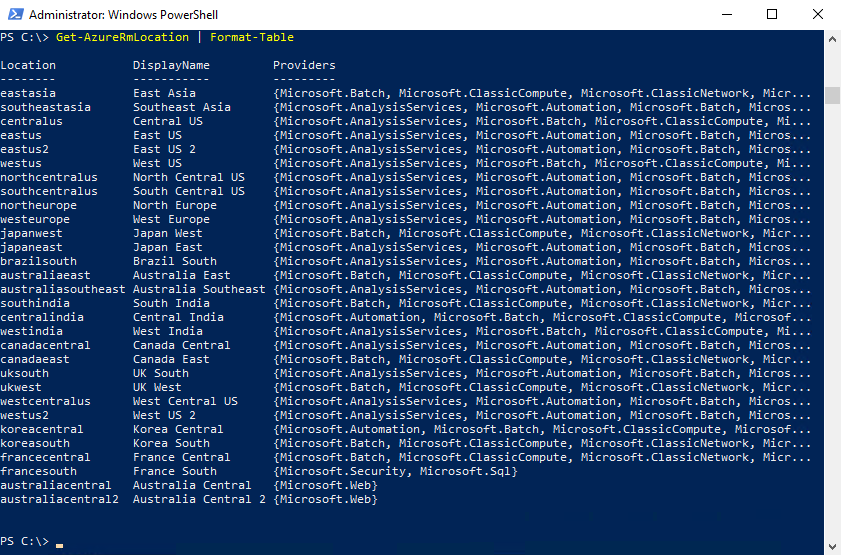 Administrator: Windows PowerShell
PS C:\> Get-AzureRmLocation | Format-Table
Location DisplayName Providers
-------- ----------- ---------
eastasia East Asia {Microsoft.Batch, Microsoft.ClassicCompute, Microsoft.ClassicNetwork, Micr...
southeastasia Southeast Asia {Microsoft.AnalysisServices, Microsoft.Automation, Microsoft.Batch, Micros...
centralus Central US {Microsoft.AnalysisServices, Microsoft.Batch, Microsoft.ClassicCompute, Mi...
eastus East US {Microsoft.AnalysisServices, Microsoft.Automation, Microsoft.Batch, Micros...
eastus2 East US 2 {Microsoft.AnalysisServices, Microsoft.Automation, Microsoft.Batch, Micros...
westus West US {Microsoft.AnalysisServices, Microsoft.Batch, Microsoft.ClassicCompute, Mi...
northcentralus North Central US {Microsoft.AnalysisServices, Microsoft.Automation, Microsoft.Batch, Micros...
southcentralus South Central US {Microsoft.AnalysisServices, Microsoft.Automation, Microsoft.Batch, Micros...
northeurope North Europe {Microsoft.AnalysisServices, Microsoft.Automation, Microsoft.Batch, Micros...
westeurope West Europe {Microsoft.AnalysisServices, Microsoft.Automation, Microsoft.Batch, Micros...
japanwest Japan West {Microsoft.Batch, Microsoft.ClassicCompute, Microsoft.ClassicNetwork, Micr...
japaneast Japan East {Microsoft.AnalysisServices, Microsoft.Automation, Microsoft.Batch, Micros...
brazilsouth Brazil South {Microsoft.AnalysisServices, Microsoft.Automation, Microsoft.Batch, Micros...
australiaeast Australia East {Microsoft.Batch, Microsoft.ClassicCompute, Microsoft.ClassicNetwork, Micr...
australiasoutheast Australia Southeast {Microsoft.AnalysisServices, Microsoft.Automation, Microsoft.Batch, Micros...
southindia South India {Microsoft.Batch, Microsoft.ClassicCompute, Microsoft.ClassicNetwork, Micr...
centralindia Central India {Microsoft.Automation, Microsoft.Batch, Microsoft.ClassicCompute, Microsof...
westindia West India {Microsoft.AnalysisServices, Microsoft.Batch, Microsoft.ClassicCompute, Mi...
canadacentral Canada Central {Microsoft.AnalysisServices, Microsoft.Automation, Microsoft.Batch, Micros...
canadaeast Canada East {Microsoft.Batch, Microsoft.ClassicCompute, Microsoft.ClassicNetwork, Micr...
uksouth UK South {Microsoft.AnalysisServices, Microsoft.Automation, Microsoft.Batch, Micros...
ukwest UK West {Microsoft.Batch, Microsoft.ClassicCompute, Microsoft.ClassicNetwork, Micr...
westcentralus West Central US {Microsoft.AnalysisServices, Microsoft.Automation, Microsoft.Batch, Micros...
westus2 West US 2 {Microsoft.AnalysisServices, Microsoft.Automation, Microsoft.Batch, Micros...
koreacentral Korea Central {Microsoft.Automation, Microsoft.Batch, Microsoft.ClassicCompute, Microsof...
koreasouth Korea South {Microsoft.Batch, Microsoft.ClassicCompute, Microsoft.ClassicNetwork, Micr...
francecentral France Central {Microsoft.Batch, Microsoft.ClassicCompute, Microsoft.ClassicNetwork, Micr...
francesouth France South {Microsoft.Security, Microsoft.Sql}
australiacentral Australia Central {Microsoft.Web}
australiacentral2 Australia Central 2 {Microsoft.Web}
PS C:\>